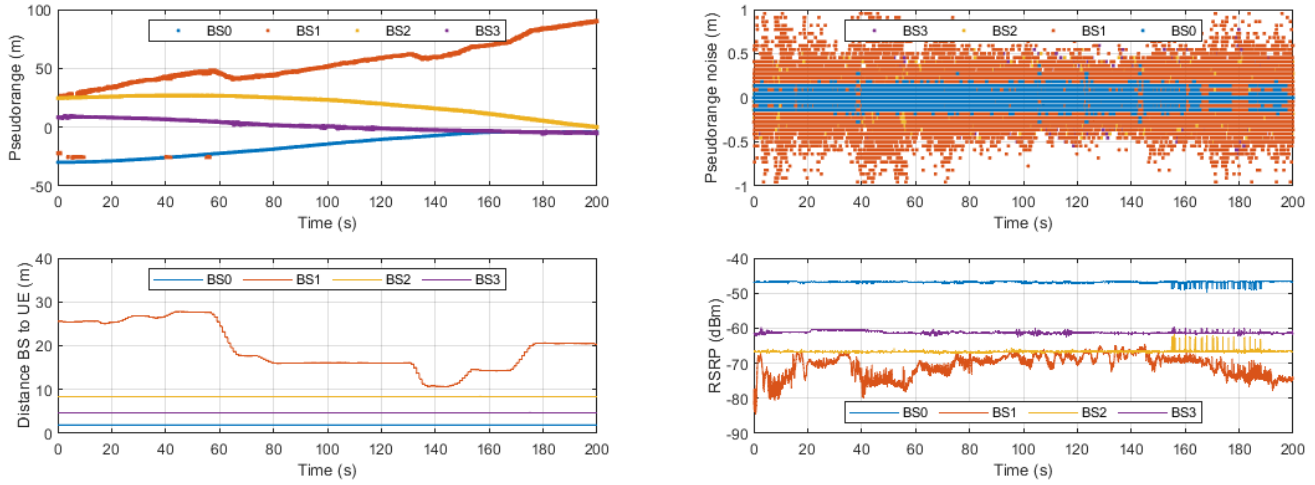 100
50
0
-50
Pseudorange (m)
BS0 BS1 BS2 BS3
0 20 40 60 80 100 120 140 160 180 200
Time (s)
1
0.5
0
-0.5
-1
Pseudorange noise (m)
BS3 BS2 BS1 BS0
0 20 40 60 80 100 120 140 160 180 200
Time (s)
40
30
20
10
0
Distance BS to UE (m)
BS0 BS1 BS2 BS3
0 20 40 60 80 100 120 140 160 180 200
Time (s)
-40
-50
-60
-70
-80
-90
RSRP (dBm)
BS0 BS1 BS2 BS3
0 20 40 60 80 100 120 140 160 180 200
Time (s)